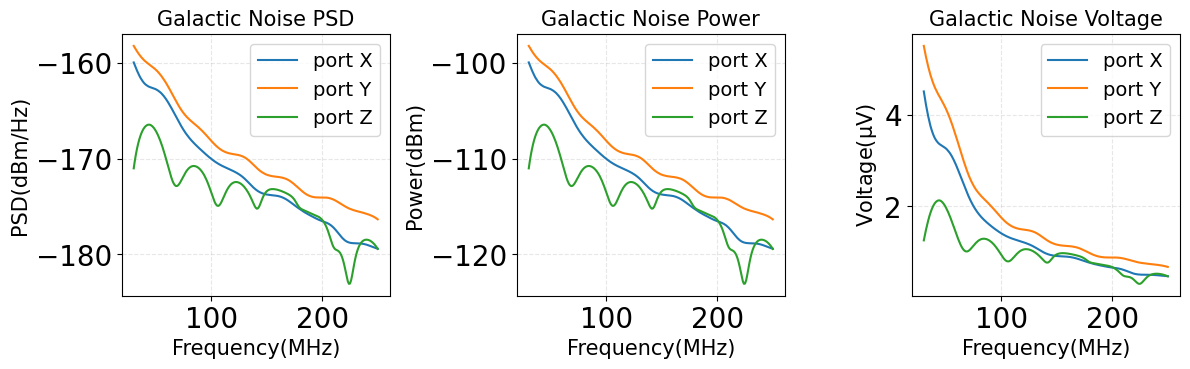 Galactic Noise PSD
PSD(dBm/Hz)
−160
−170
−180
100 200
Frequency(MHz)
port X
port Y
port Z
Galactic Noise Power
Power(dBm)
−100
−110
−120
100 200
Frequency(MHz)
port X
port Y
port Z
Galactic Noise Voltage
Voltage(μV)
4
2
100 200
Frequency(MHz)
port X
port Y
port Z